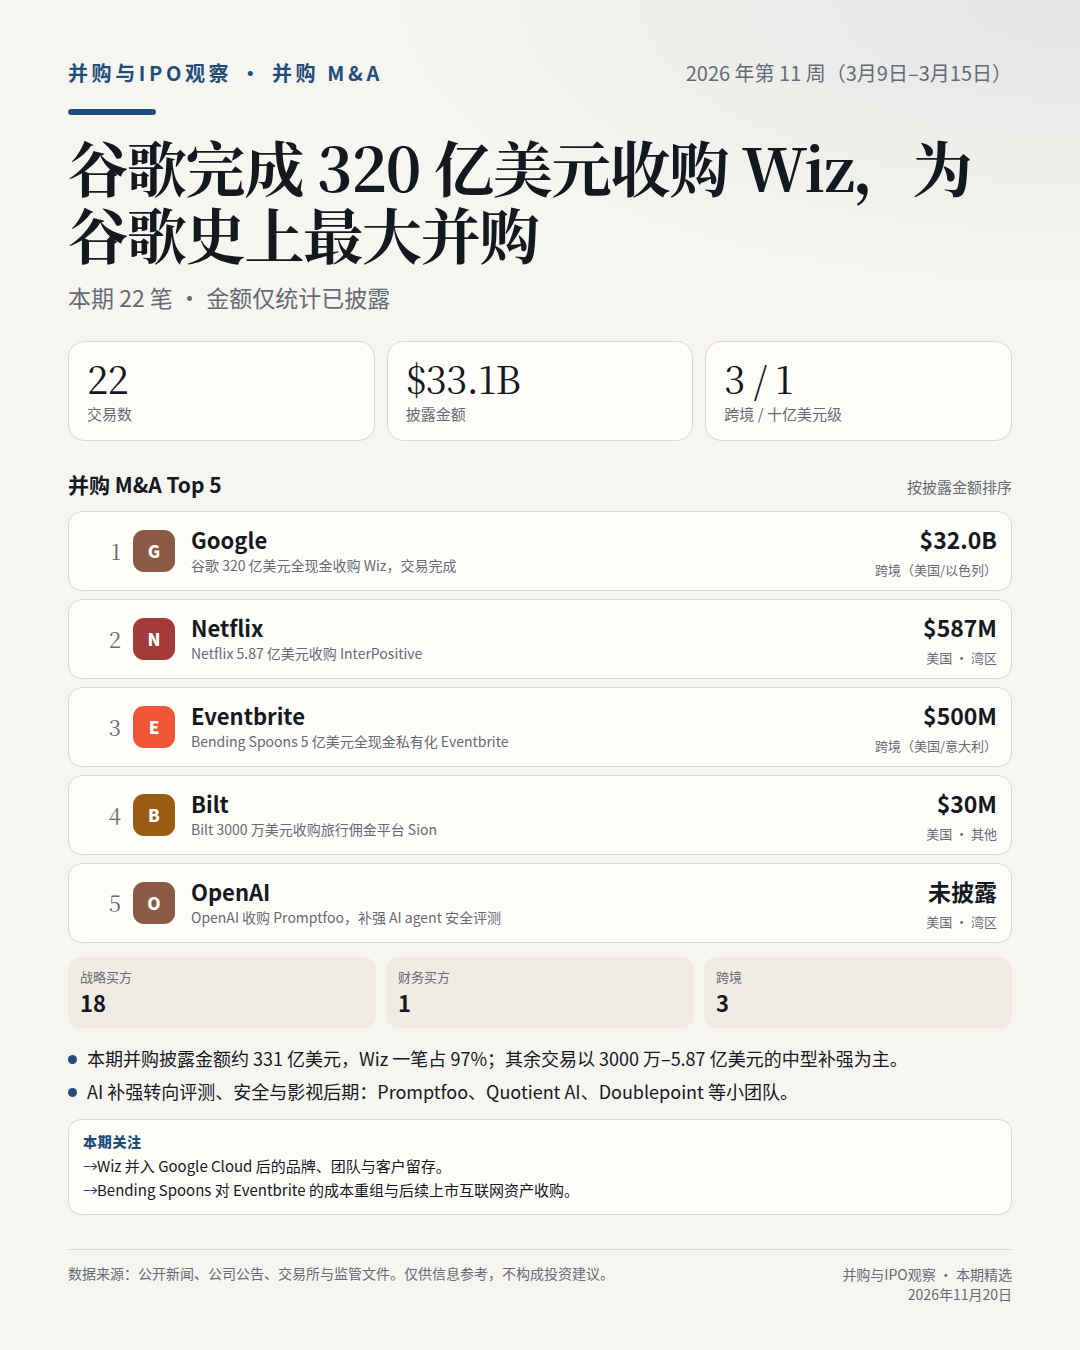 并购与IPO观察 · 并购 M&A
2026 年第 11 周（3月9日–3月15日）
谷歌完成 320 亿美元收购 Wiz，为
谷歌史上最大并购
本期 22 笔 · 金额仅统计已披露
22
交易数
$33.1B
披露金额
3 / 1
跨境 / 十亿美元级
并购 M&A Top 5
按披露金额排序
1
G
Google
谷歌 320 亿美元全现金收购 Wiz，交易完成
$32.0B
跨境（美国/以色列）
2
N
Netflix
Netflix 5.87 亿美元收购 InterPositive
$587M
美国 · 湾区
3
E
Eventbrite
Bending Spoons 5 亿美元全现金私有化 Eventbrite
$500M
跨境（美国/意大利）
4
B
Bilt
Bilt 3000 万美元收购旅行佣金平台 Sion
$30M
美国 · 其他
5
O
OpenAI
OpenAI 收购 Promptfoo，补强 AI agent 安全评测
未披露
美国 · 湾区
战略买方
18
财务买方
1
跨境
3
本期并购披露金额约 331 亿美元，Wiz 一笔占 97%；其余交易以 3000 万–5.87 亿美元的中型补强为主。
AI 补强转向评测、安全与影视后期：Promptfoo、Quotient AI、Doublepoint 等小团队。
本期关注
→Wiz 并入 Google Cloud 后的品牌、团队与客户留存。
→Bending Spoons 对 Eventbrite 的成本重组与后续上市互联网资产收购。
数据来源：公开新闻、公司公告、交易所与监管文件。仅供信息参考，不构成投资建议。
并购与IPO观察 · 本期精选
2026年11月20日